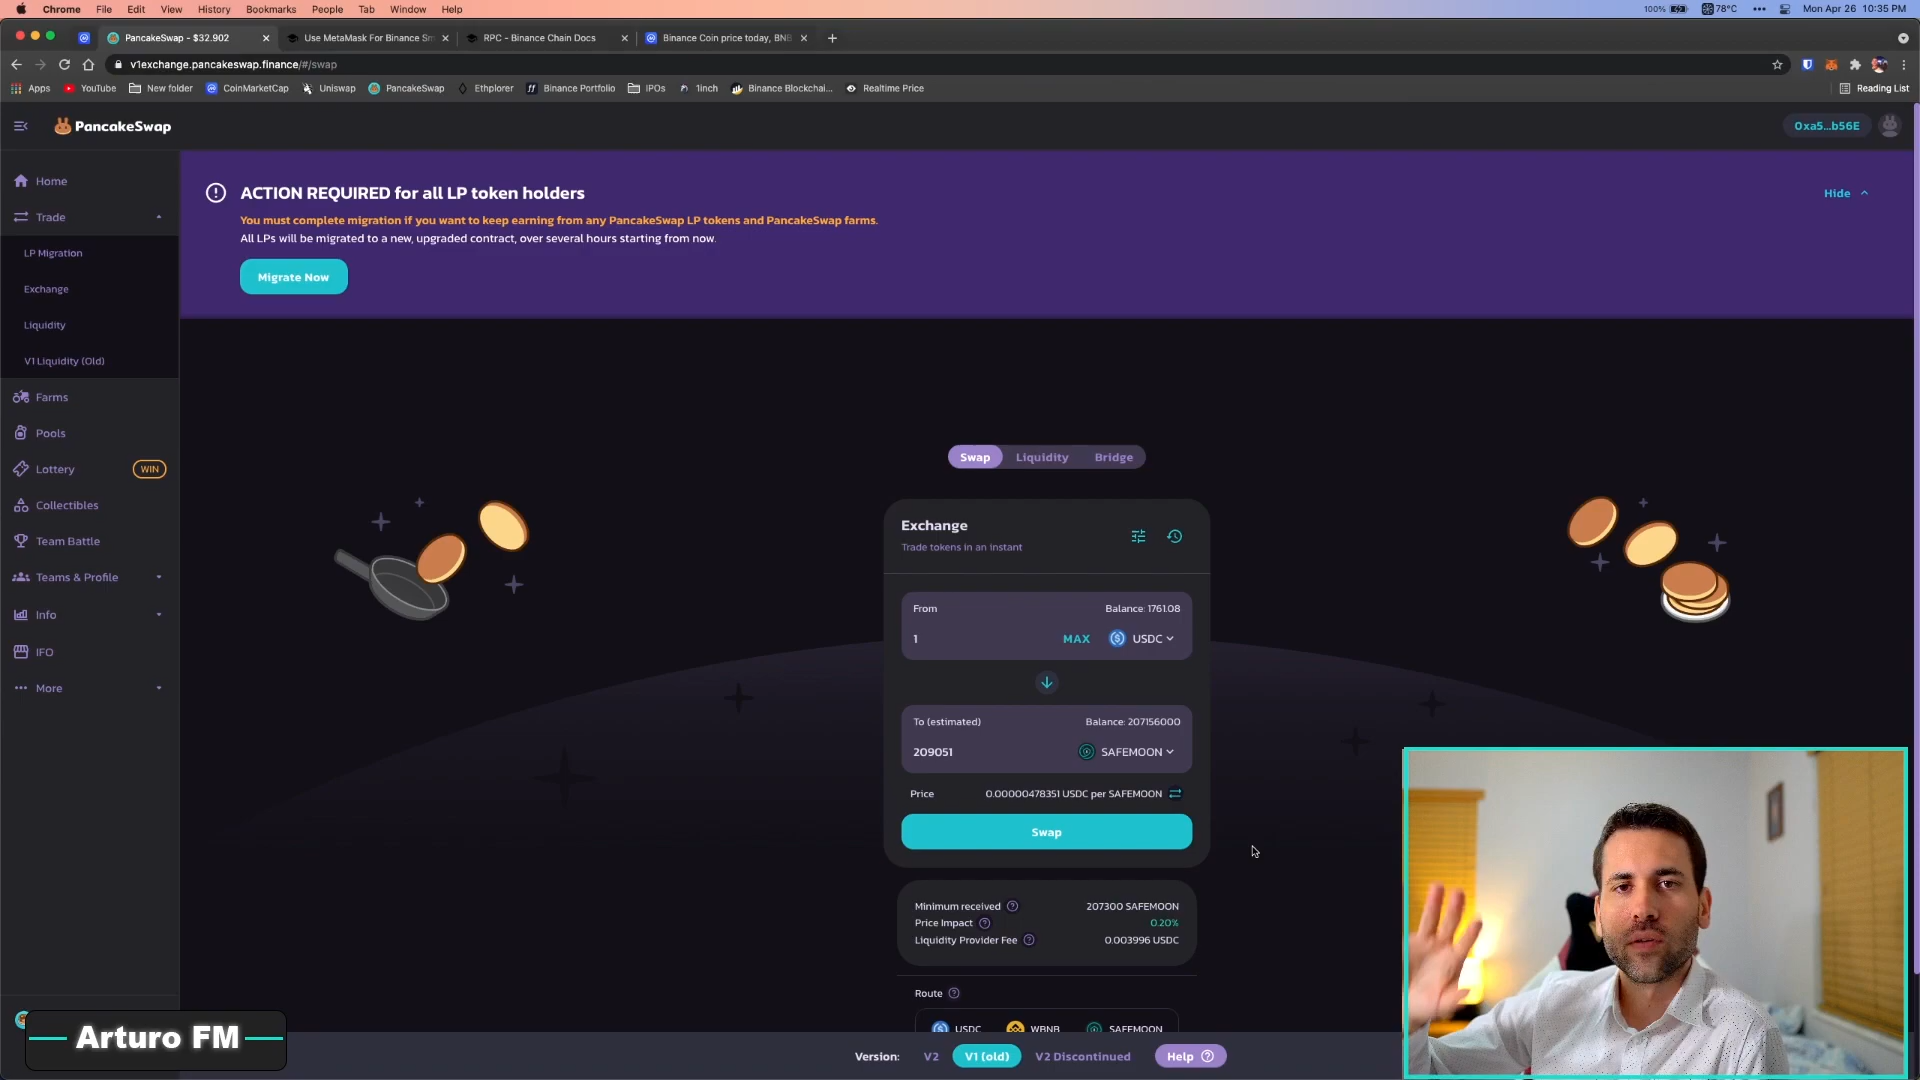 Chrome File Edit View History Bookmarks People Tab Window Help
100% 78°C Mon Apr 26 10:35 PM
PancakeSwap - $32.902
Use MetaMask For Binance Sm
RPC - Binance Chain Docs
Binance Coin price today, BNB
v1exchange.pancakeswap.finance/#/swap
Apps YouTube New folder CoinMarketCap Uniswap PancakeSwap Ethplorer Binance Portfolio IPOs 1inch Binance Blockchai... Realtime Price Reading List
PancakeSwap
0xa5...b56E
Home
Trade
LP Migration
Exchange
Liquidity
V1 Liquidity (Old)
Farms
Pools
Lottery WIN
Collectibles
Team Battle
Teams & Profile
Info
IFO
More
ACTION REQUIRED for all LP token holders
Hide
You must complete migration if you want to keep earning from any PancakeSwap LP tokens and PancakeSwap farms.
All LPs will be migrated to a new, upgraded contract, over several hours starting from now.
Migrate Now
Swap Liquidity Bridge
Exchange
Trade tokens in an instant
From Balance: 1761.08
1 MAX USDC
To (estimated) Balance: 207156000
209051 SAFEMOON
Price 0.00000478351 USDC per SAFEMOON
Swap
Minimum received 207300 SAFEMOON
Price Impact 0.20%
Liquidity Provider Fee 0.003996 USDC
Route
USDC WBNB SAFEMOON
Version: V2 V1 (old) V2 Discontinued Help
Arturo FM